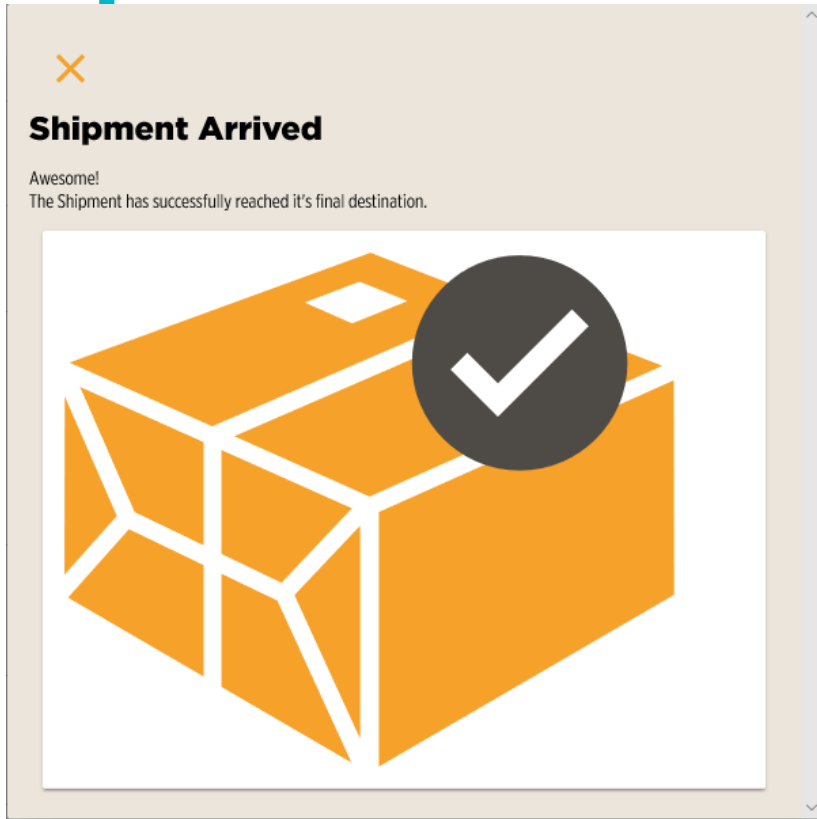 Shipment Arrived
Awesome!
The Shipment has successfully reached it's final destination.